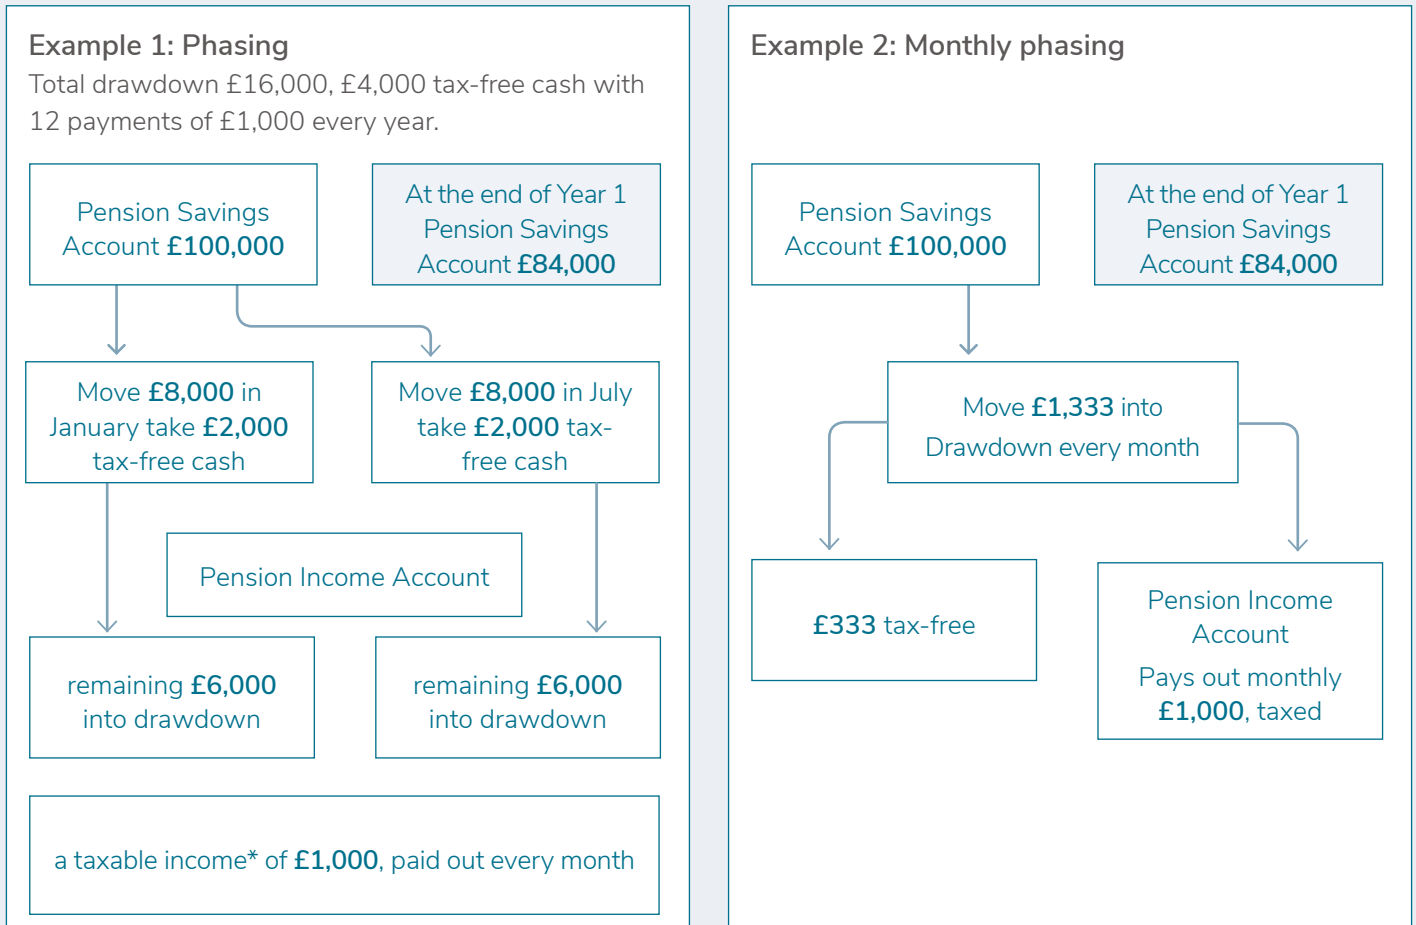 Example 1: Phasing
Total drawdown £16,000, £4,000 tax-free cash with
12 payments of £1,000 every year.
Pension Savings
Account £100,000
At the end of Year 1
Pension Savings
Account £84,000
Move £8,000 in
January take £2,000
tax-free cash
Move £8,000 in July
take £2,000 tax-
free cash
Pension Income Account
remaining £6,000
into drawdown
remaining £6,000
into drawdown
a taxable income* of £1,000, paid out every month
Example 2: Monthly phasing
Pension Savings
Account £100,000
At the end of Year 1
Pension Savings
Account £84,000
Move £1,333 into
Drawdown every month
£333 tax-free
Pension Income
Account
Pays out monthly
£1,000, taxed